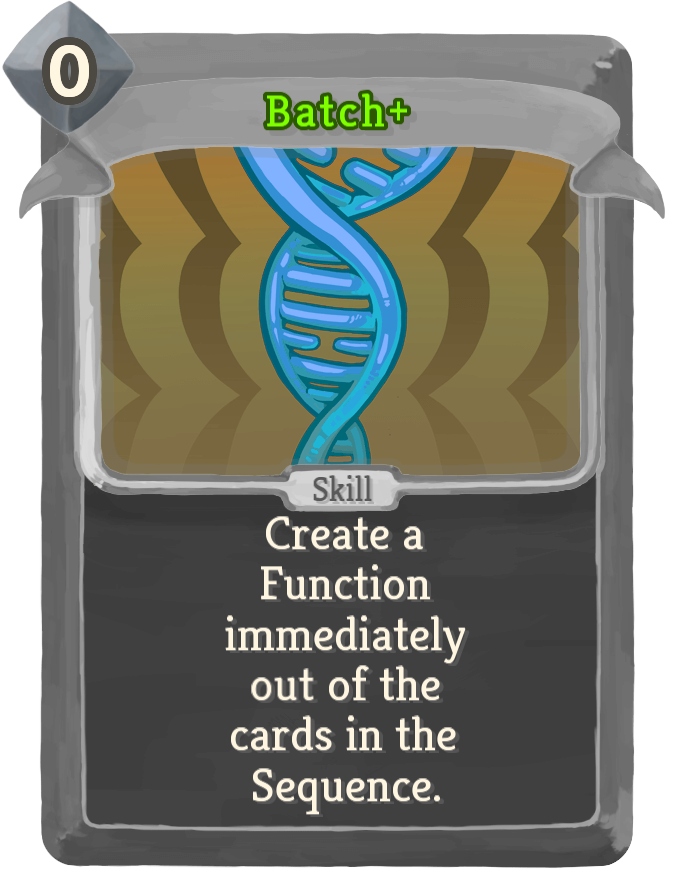 0
Batch+
Skill
Create a
Function
immediately
out of the
cards in the
Sequence.